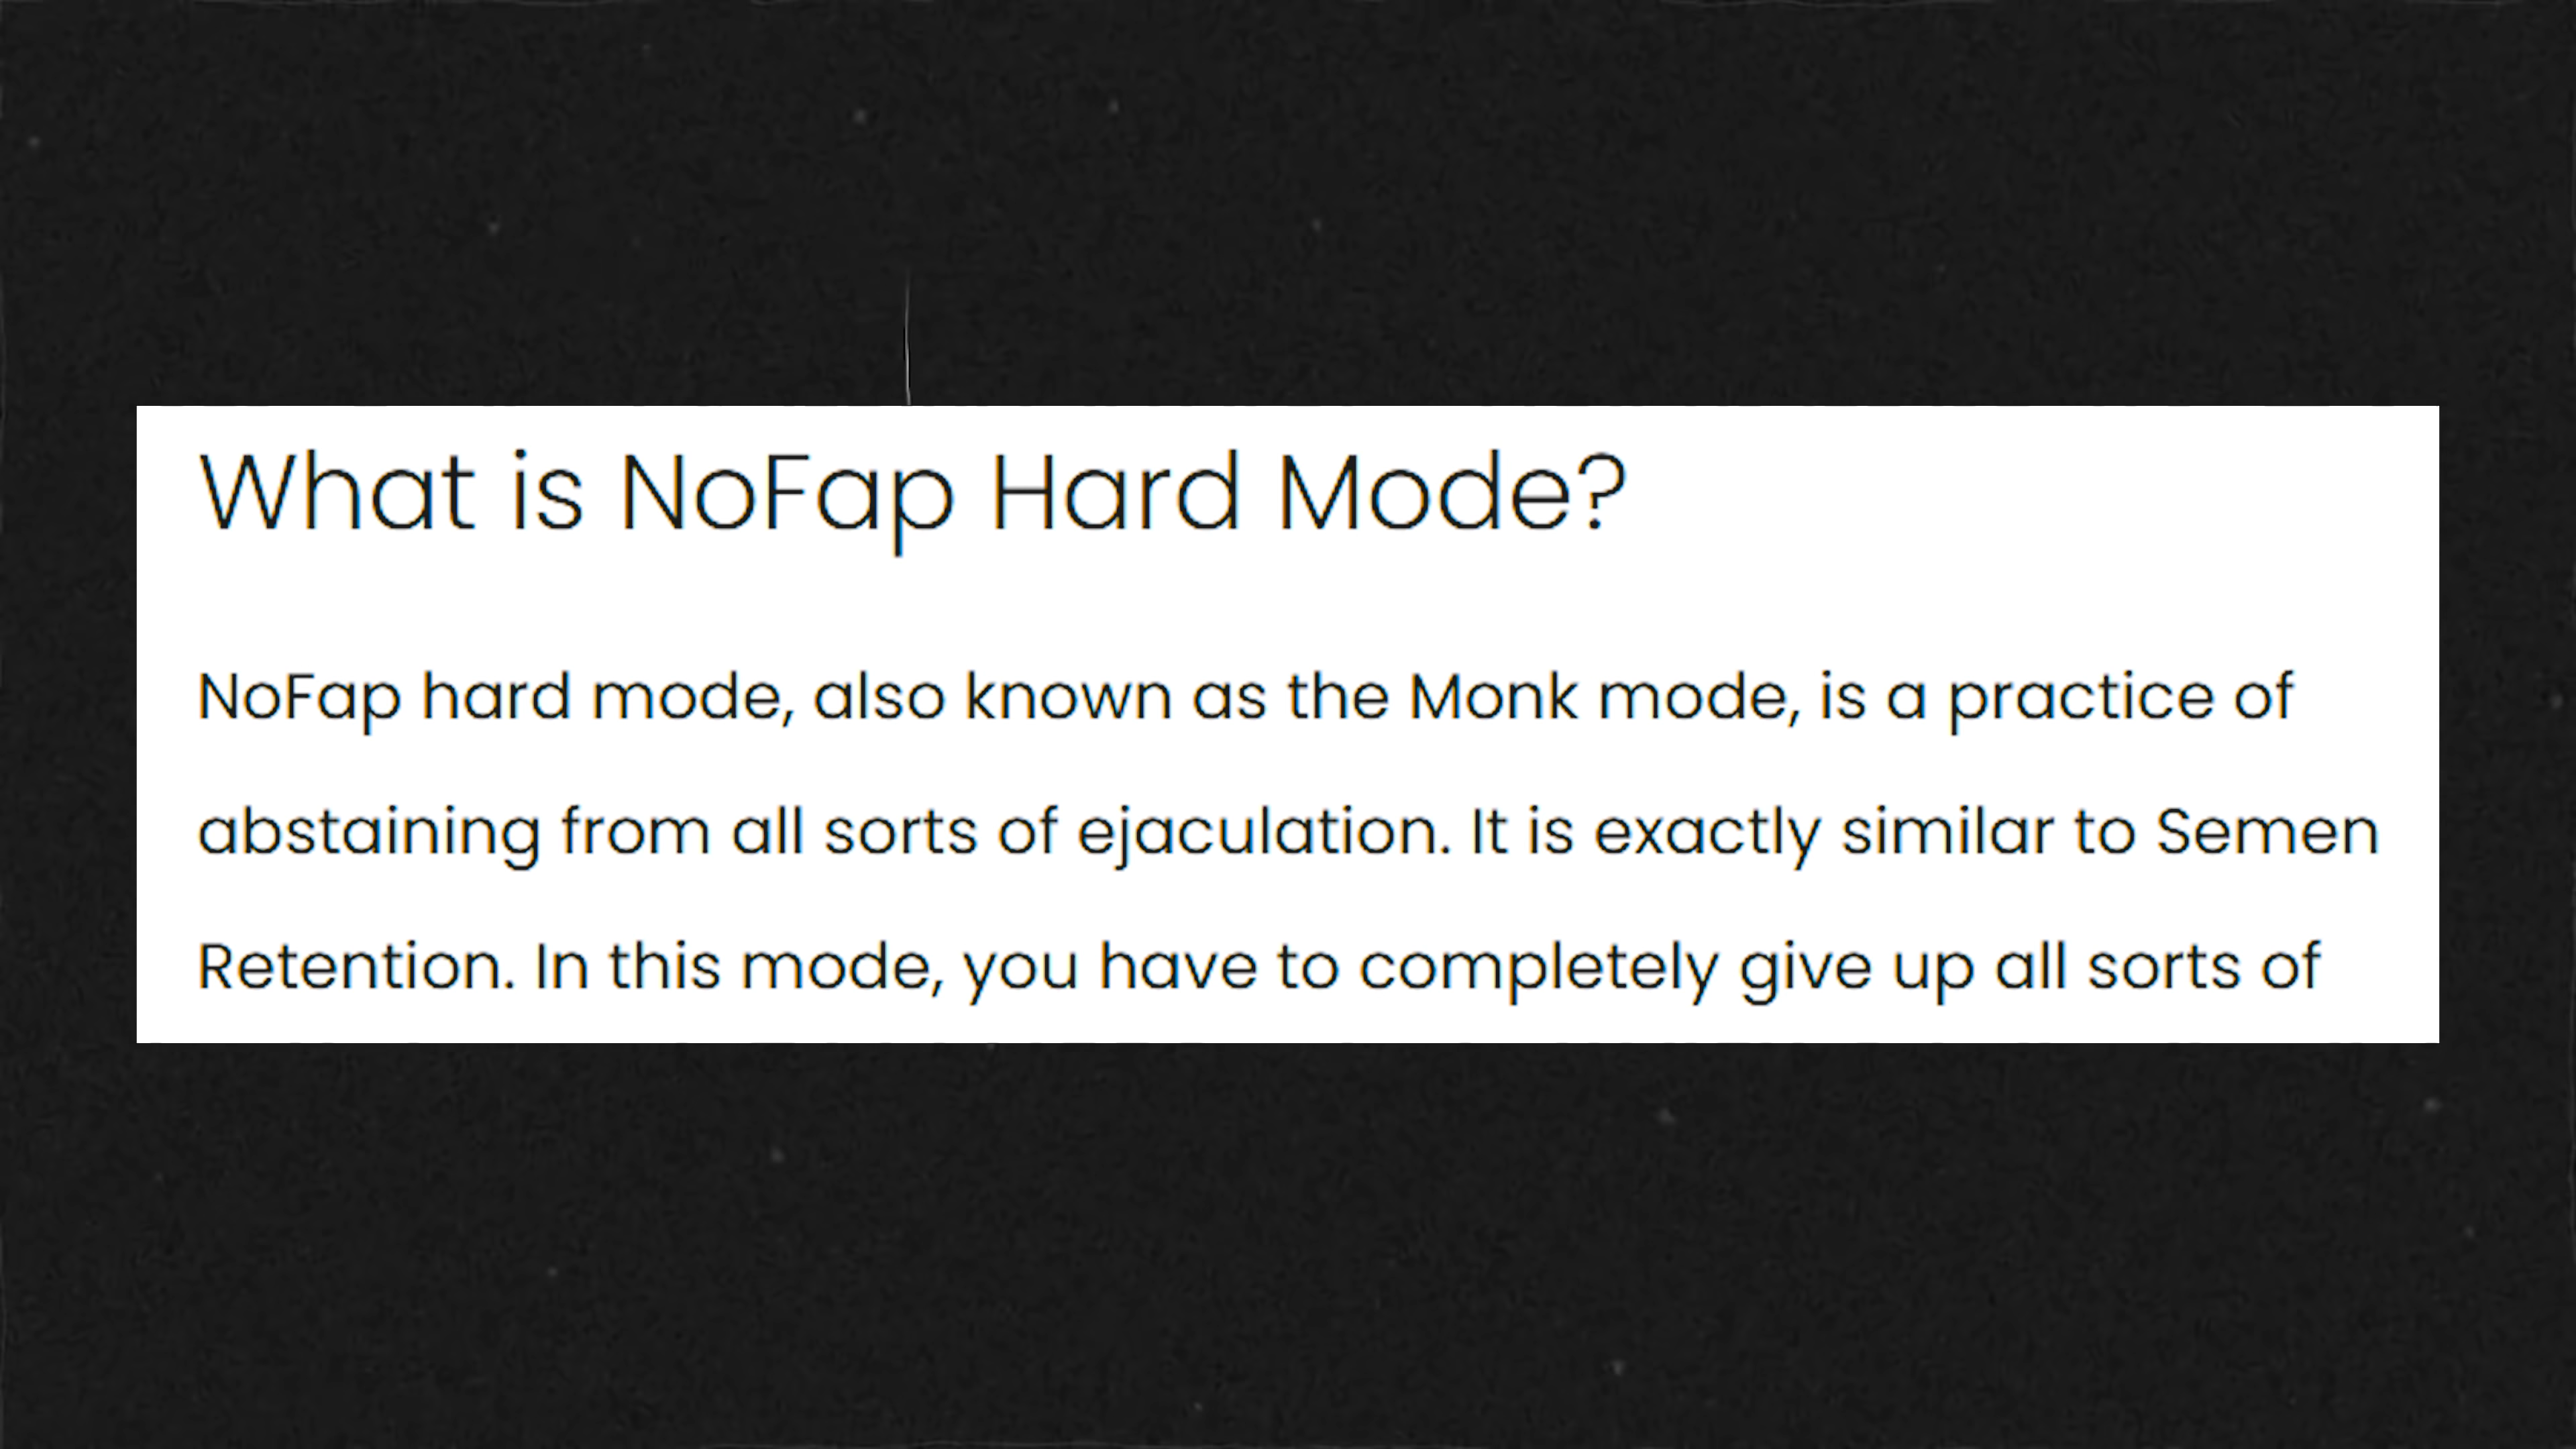 What is NoFap Hard Mode?
NoFap hard mode, also known as the Monk mode, is a practice of
abstaining from all sorts of ejaculation. It is exactly similar to Semen
Retention. In this mode, you have to completely give up all sorts of